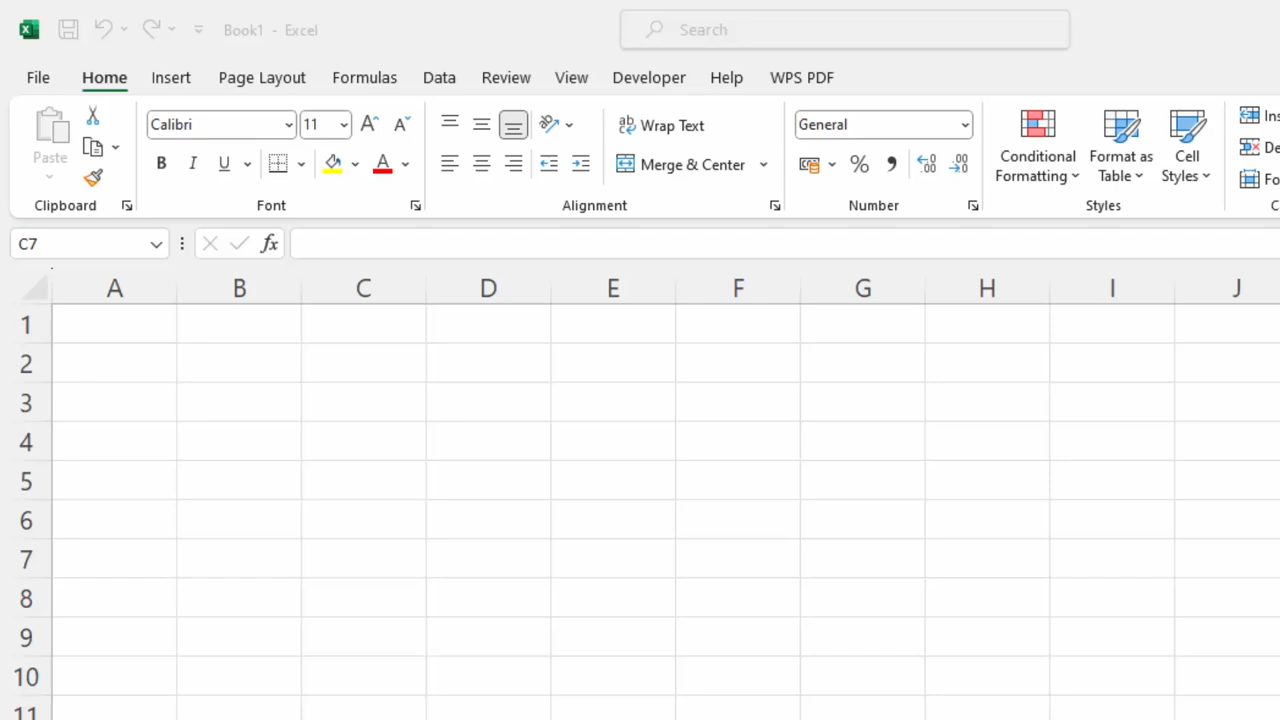 Book1 - Excel
Search
File Home Insert Page Layout Formulas Data Review View Developer Help WPS PDF
Paste
Clipboard
Calibri 11
B I U
Font
Wrap Text
Merge & Center
Alignment
General
% ,
Number
Conditional Formatting
Format as Table
Cell Styles
Styles
C7
fx
A B C D E F G H I J
1
2
3
4
5
6
7
8
9
10
11